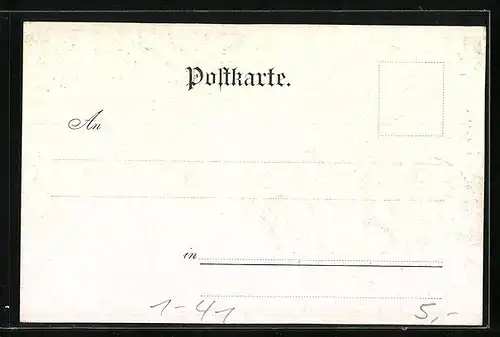 Postkarte.
An
in
1-41 5,-